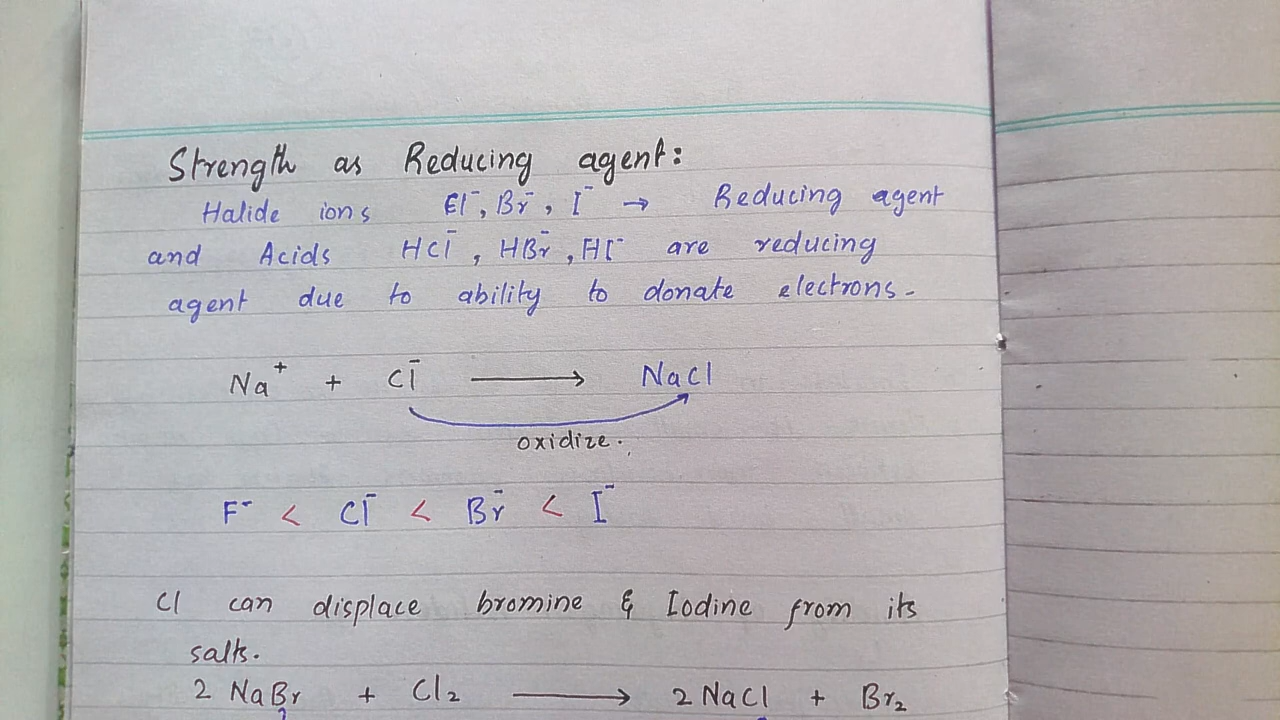 Strength as Reducing agent:
Halide ions Cl⁻, Br⁻, I⁻ → Reducing agent
and Acids HCl⁻, HBr⁻, HI⁻ are reducing
agent due to ability to donate electrons.
Na⁺ + Cl⁻ ⟶ NaCl
oxidize.
F⁻ < Cl⁻ < Br⁻ < I⁻
Cl can displace bromine & Iodine from its
salts.
2 NaBr + Cl₂ ⟶ 2 NaCl + Br₂